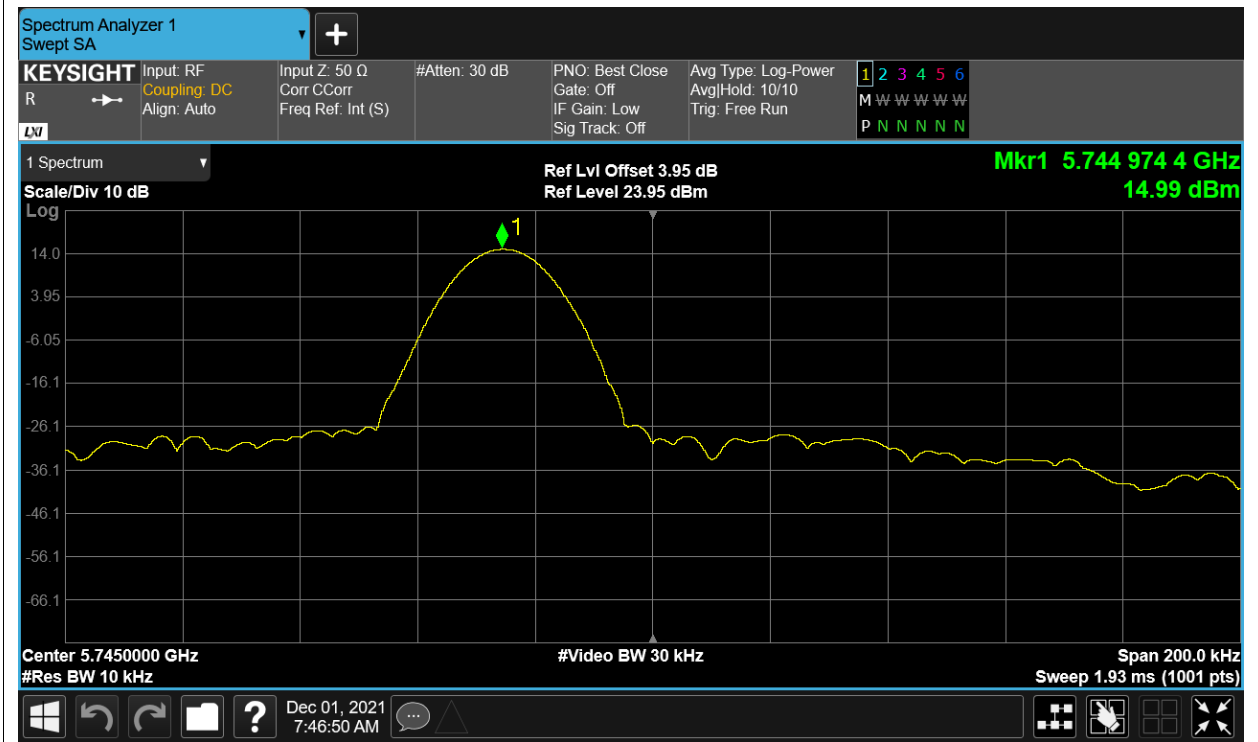 Spectrum Analyzer 1
Swept SA
KEYSIGHT
R
LXI
Input: RF
Coupling: DC
Align: Auto
Input Z: 50 Ω
Corr CCorr
Freq Ref: Int (S)
#Atten: 30 dB
PNO: Best Close
Gate: Off
IF Gain: Low
Sig Track: Off
Avg Type: Log-Power
Avg|Hold: 10/10
Trig: Free Run
1 2 3 4 5 6
M W W W W W
P N N N N N
1 Spectrum
Scale/Div 10 dB
Ref Lvl Offset 3.95 dB
Ref Level 23.95 dBm
Mkr1 5.744 974 4 GHz
14.99 dBm
Log
1
14.0
3.95
-6.05
-16.1
-26.1
-36.1
-46.1
-56.1
-66.1
Center 5.7450000 GHz
#Video BW 30 kHz
Span 200.0 kHz
#Res BW 10 kHz
Sweep 1.93 ms (1001 pts)
?
Dec 01, 2021
7:46:50 AM